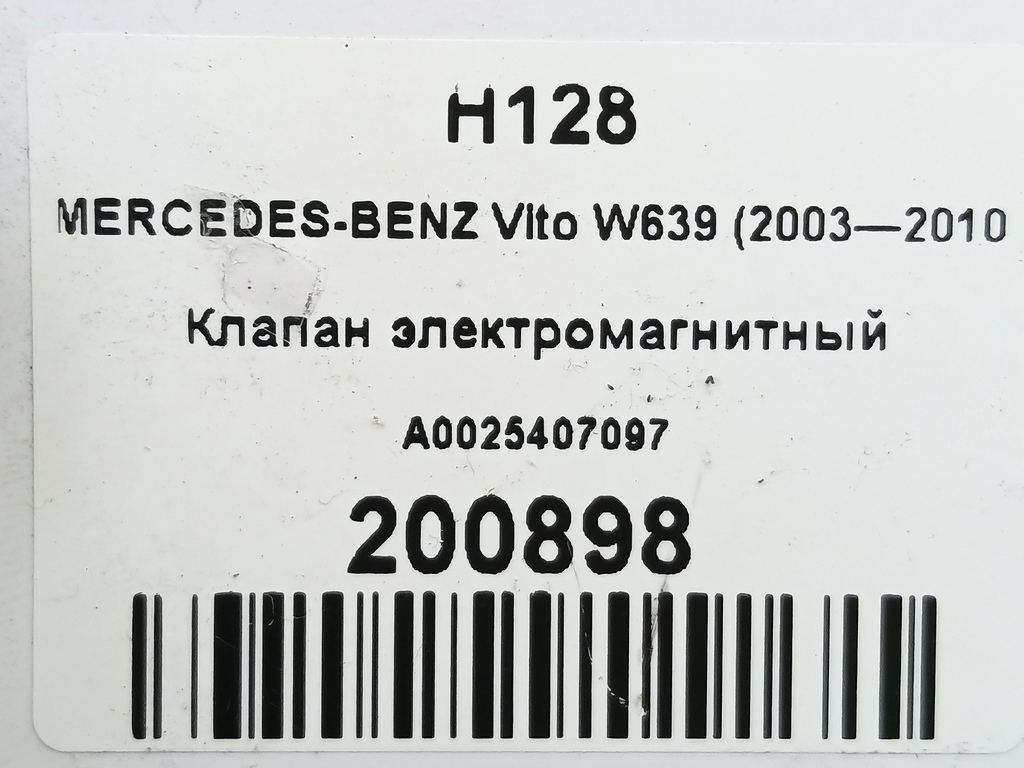 H128
MERCEDES-BENZ Vito W639 (2003—2010
Клапан электромагнитный
A0025407097
200898